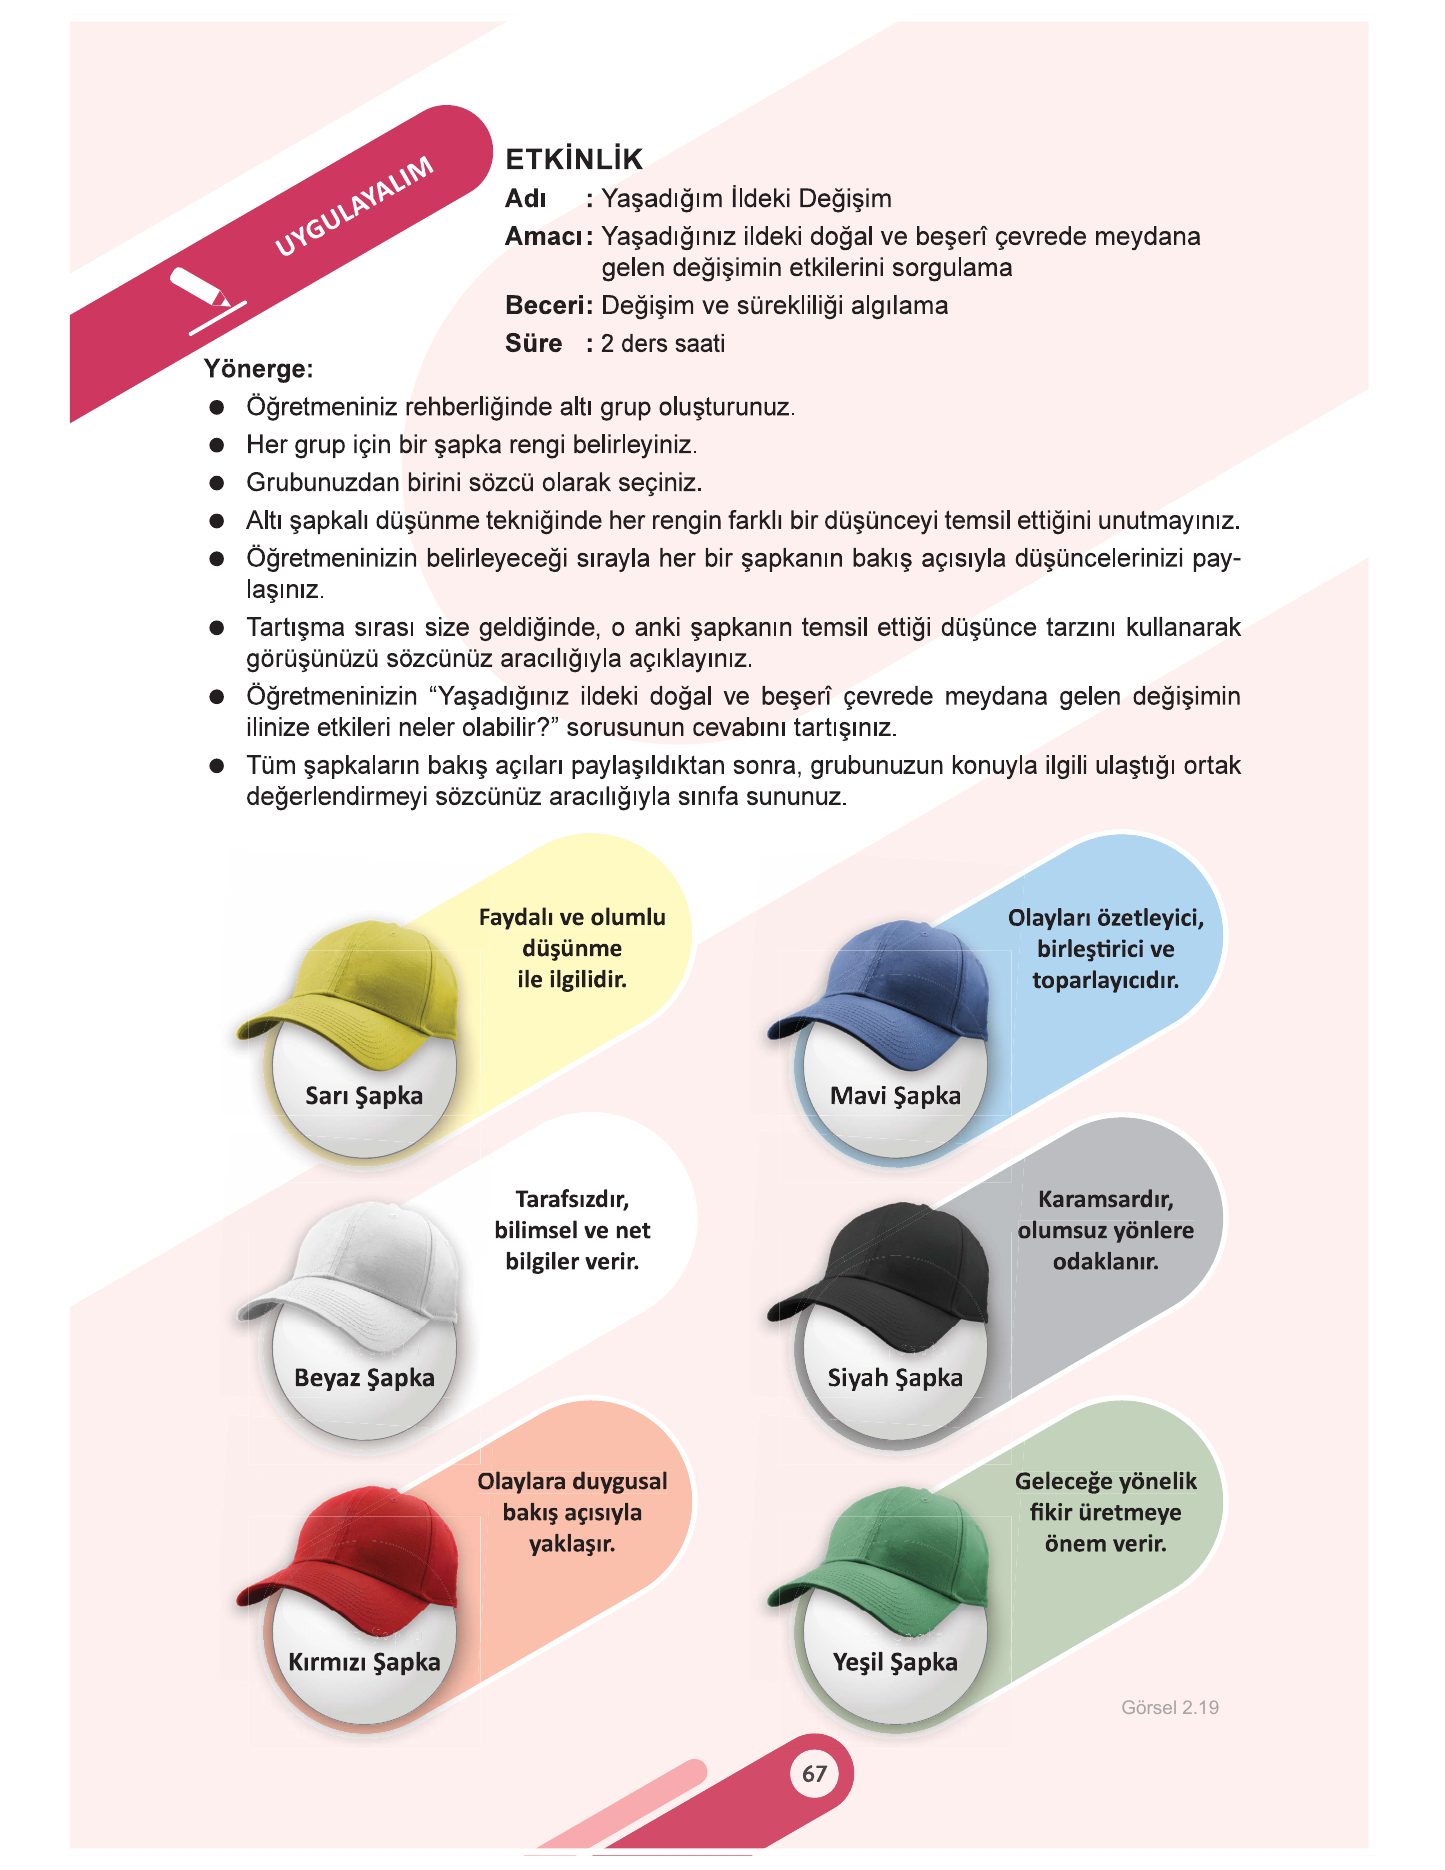 UYGULAYALIM
ETKİNLİK
Adı : Yaşadığım İldeki Değişim
Amacı: Yaşadığınız ildeki doğal ve beşerî çevrede meydana
gelen değişimin etkilerini sorgulama
Beceri: Değişim ve sürekliliği algılama
Süre : 2 ders saati
Yönerge:
● Öğretmeniniz rehberliğinde altı grup oluşturunuz.
● Her grup için bir şapka rengi belirleyiniz.
● Grubunuzdan birini sözcü olarak seçiniz.
● Altı şapkalı düşünme tekniğinde her rengin farklı bir düşünceyi temsil ettiğini unutmayınız.
● Öğretmeninizin belirleyeceği sırayla her bir şapkanın bakış açısıyla düşüncelerinizi pay-
laşınız.
● Tartışma sırası size geldiğinde, o anki şapkanın temsil ettiği düşünce tarzını kullanarak
görüşünüzü sözcünüz aracılığıyla açıklayınız.
● Öğretmeninizin “Yaşadığınız ildeki doğal ve beşerî çevrede meydana gelen değişimin
ilinize etkileri neler olabilir?” sorusunun cevabını tartışınız.
● Tüm şapkaların bakış açıları paylaşıldıktan sonra, grubunuzun konuyla ilgili ulaştığı ortak
değerlendirmeyi sözcünüz aracılığıyla sınıfa sununuz.
Faydalı ve olumlu
düşünme
ile ilgilidir.
Sarı Şapka
Olayları özetleyici,
birleştirici ve
toparlayıcıdır.
Mavi Şapka
Tarafsızdır,
bilimsel ve net
bilgiler verir.
Beyaz Şapka
Karamsardır,
olumsuz yönlere
odaklanır.
Siyah Şapka
Olaylara duygusal
bakış açısıyla
yaklaşır.
Kırmızı Şapka
Geleceğe yönelik
fikir üretmeye
önem verir.
Yeşil Şapka
Görsel 2.19
67